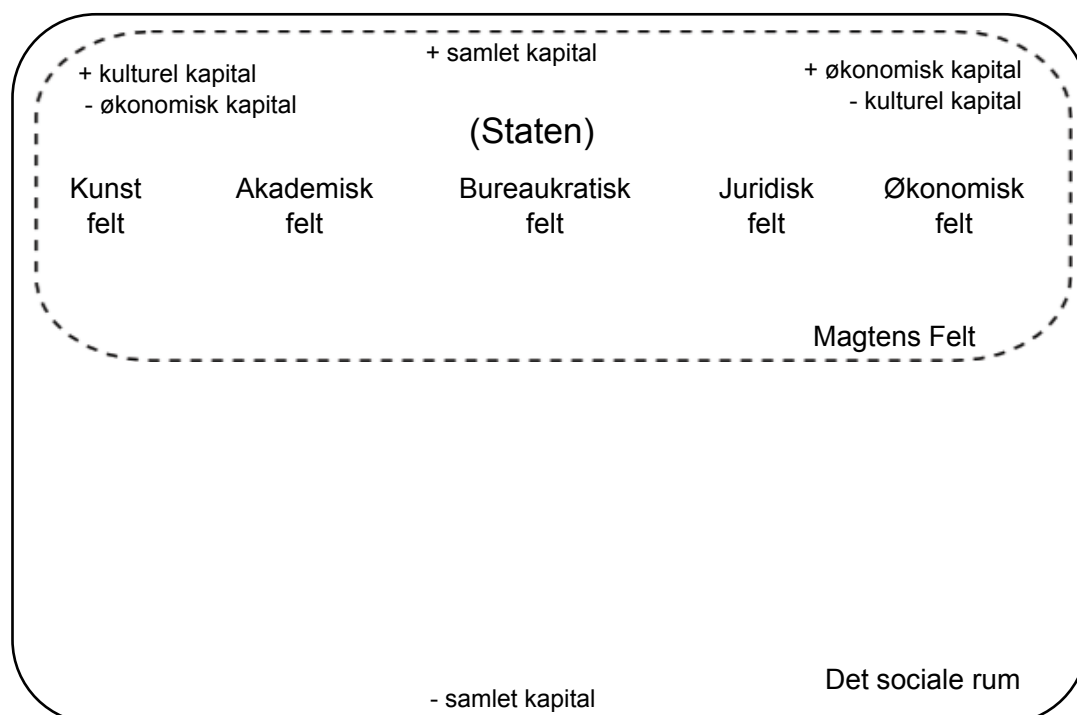 + samlet kapital
+ kulturel kapital
- økonomisk kapital
+ økonomisk kapital
- kulturel kapital
(Staten)
Kunst
felt
Akademisk
felt
Bureaukratisk
felt
Juridisk
felt
Økonomisk
felt
Magtens Felt
Det sociale rum
- samlet kapital